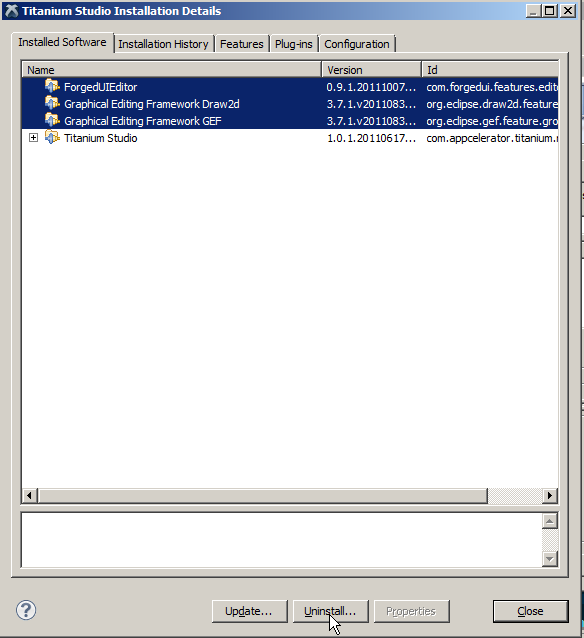 Titanium Studio Installation Details
Installed Software Installation History Features Plug-ins Configuration
Name Version Id
ForgedUIEditor 0.9.1.20111007... com.forgedui.features.edito
Graphical Editing Framework Draw2d 3.7.1.v2011083... org.eclipse.draw2d.feature
Graphical Editing Framework GEF 3.7.1.v2011083... org.eclipse.gef.feature.gro
Titanium Studio 1.0.1.20110617... com.appcelerator.titanium.r
Update... Uninstall... Properties Close